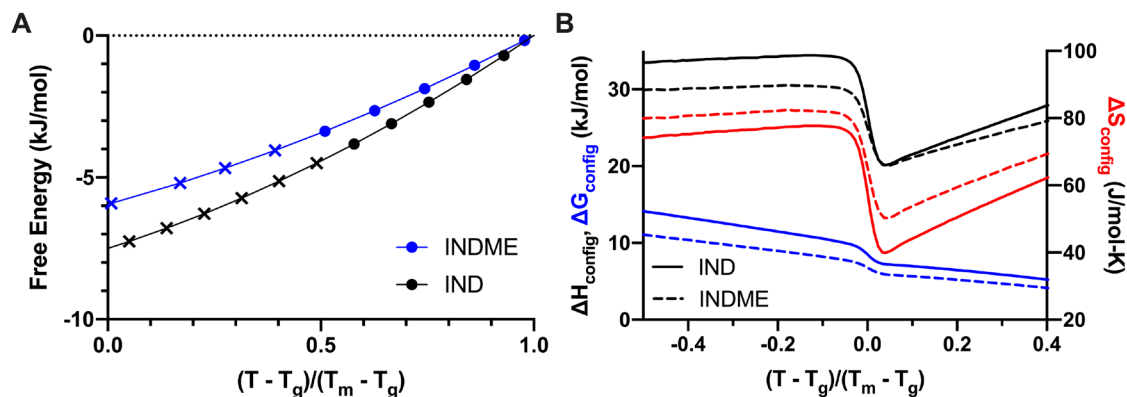 A
Free Energy (kJ/mol)
0
-5
-10
INDME
IND
0.0
0.5
1.0
(T - Tg)/(Tm - Tg)
B
ΔHconfig, ΔGconfig (kJ/mol)
30
20
10
0
IND
INDME
-0.4
-0.2
0.0
0.2
0.4
(T - Tg)/(Tm - Tg)
100
80
60
40
20
ΔSconfig (J/mol-K)